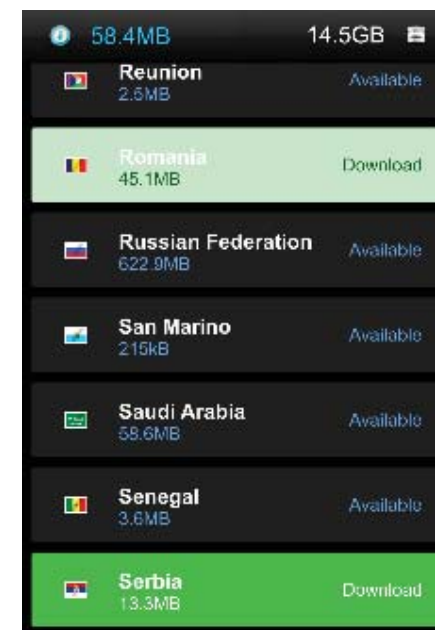 58.4MB 14.5GB
Reunion Available
2.5MB
Romania Download
45.1MB
Russian Federation Available
622.9MB
San Marino Available
215kB
Saudi Arabia Available
58.6MB
Senegal Available
3.6MB
Serbia Download
13.3MB